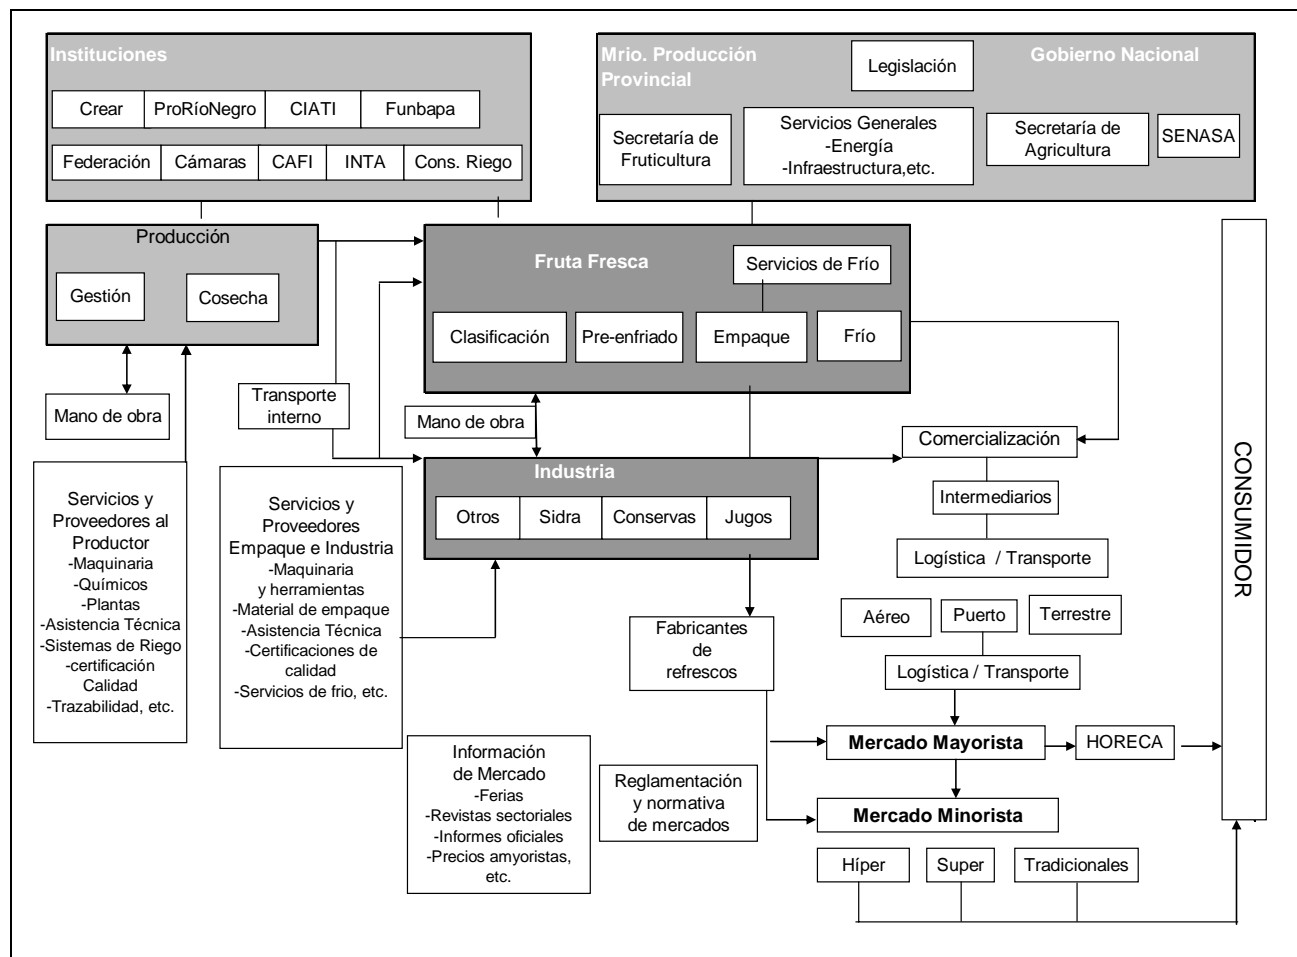 Instituciones
Crear
ProRíoNegro
CIATI
Funbapa
Federación
Cámaras
CAFI
INTA
Cons. Riego
Mrio. Producción
Provincial
Legislación
Gobierno Nacional
Secretaría de
Fruticultura
Servicios Generales
-Energía
-Infraestructura,etc.
Secretaría de
Agricultura
SENASA
Producción
Gestión
Cosecha
Fruta Fresca
Servicios de Frío
Clasificación
Pre-enfriado
Empaque
Frío
Mano de obra
Transporte
interno
Mano de obra
Comercialización
Industria
Otros
Sidra
Conservas
Jugos
Intermediarios
Logística / Transporte
Servicios y
Proveedores al
Productor
-Maquinaria
-Químicos
-Plantas
-Asistencia Técnica
-Sistemas de Riego
-certificación
Calidad
-Trazabilidad, etc.
Servicios y
Proveedores
Empaque e Industria
-Maquinaria
y herramientas
-Material de empaque
-Asistencia Técnica
-Certificaciones de
calidad
-Servicios de frio, etc.
Fabricantes
de
refrescos
Aéreo
Puerto
Terrestre
Logística / Transporte
Mercado Mayorista
HORECA
Mercado Minorista
Información
de Mercado
-Ferias
-Revistas sectoriales
-Informes oficiales
-Precios amyoristas,
etc.
Reglamentación
y normativa
de mercados
Híper
Super
Tradicionales
CONSUMIDOR